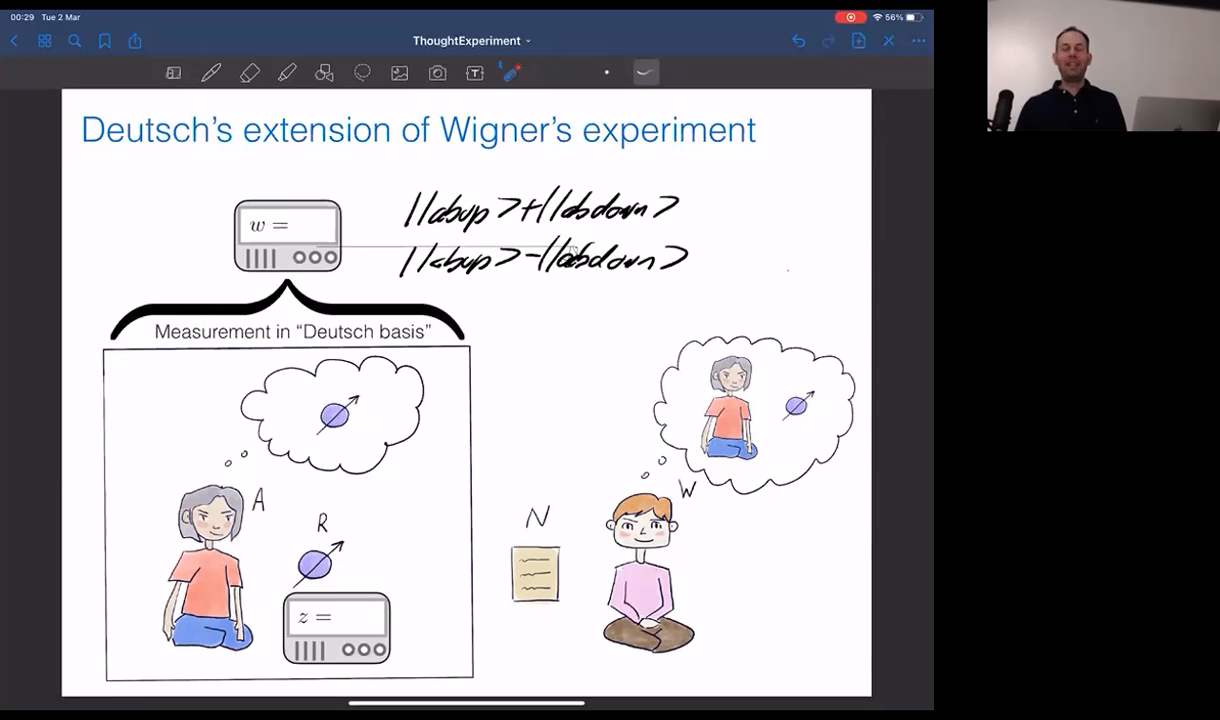 00:29 Tue 2 Mar
56%
ThoughtExperiment
T
Deutsch's extension of Wigner's experiment
w =
|labup>+|labdown>
|labup>-|labdown>
Measurement in "Deutsch basis"
A
R
N
W
z =